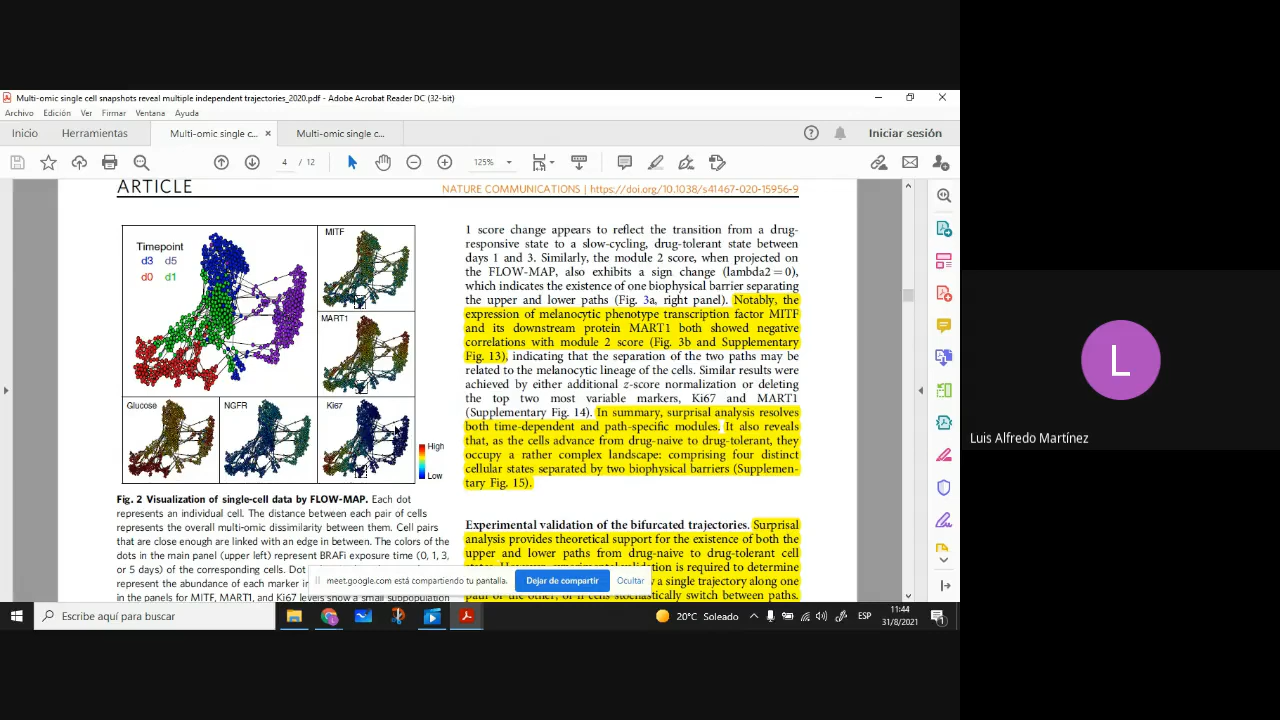 Multi-omic single cell snapshots reveal multiple independent trajectories_2020.pdf - Adobe Acrobat Reader DC (32-bit)
Archivo Edición Ver Firmar Ventana Ayuda
Inicio Herramientas Multi-omic single c... × Multi-omic single c... Iniciar sesión
4 / 12 125%
ARTICLE NATURE COMMUNICATIONS | https://doi.org/10.1038/s41467-020-15956-9
Timepoint
d3 d5
d0 d1
MITF
MART1
Glucose NGFR Ki67
High
Low
Fig. 2 Visualization of single-cell data by FLOW-MAP. Each dot
represents an individual cell. The distance between each pair of cells
represents the overall multi-omic dissimilarity between them. Cell pairs
that are close enough are linked with an edge in between. The colors of the
dots in the main panel (upper left) represent BRAFi exposure time (0, 1, 3,
or 5 days) of the corresponding cells. Dot
represent the abundance of each marker in
in the panels for MITF, MART1, and Ki67 levels show a small subpopulation
1 score change appears to reflect the transition from a drug-
responsive state to a slow-cycling, drug-tolerant state between
days 1 and 3. Similarly, the module 2 score, when projected on
the FLOW-MAP, also exhibits a sign change (lambda2 = 0),
which indicates the existence of one biophysical barrier separating
the upper and lower paths (Fig. 3a, right panel). Notably, the
expression of melanocytic phenotype transcription factor MITF
and its downstream protein MART1 both showed negative
correlations with module 2 score (Fig. 3b and Supplementary
Fig. 13), indicating that the separation of the two paths may be
related to the melanocytic lineage of the cells. Similar results were
achieved by either additional z-score normalization or deleting
the top two most variable markers, Ki67 and MART1
(Supplementary Fig. 14). In summary, surprisal analysis resolves
both time-dependent and path-specific modules. It also reveals
that, as the cells advance from drug-naive to drug-tolerant, they
occupy a rather complex landscape: comprising four distinct
cellular states separated by two biophysical barriers (Supplemen-
tary Fig. 15).
Experimental validation of the bifurcated trajectories. Surprisal
analysis provides theoretical support for the existence of both the
upper and lower paths from drug-naive to drug-tolerant cell
validation is required to determine
a single trajectory along one
path or the other, or if cells stochastically switch between paths.
meet.google.com está compartiendo tu pantalla. Dejar de compartir Ocultar
Escribe aquí para buscar 20°C Soleado ESP 11:44
31/8/2021 1
L
Luis Alfredo Martínez